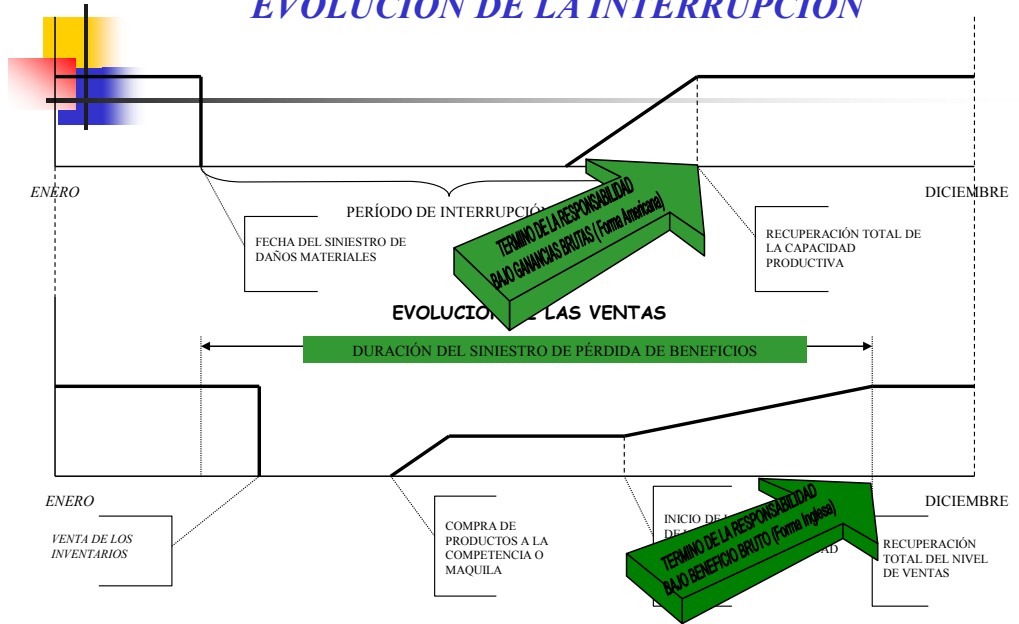 EVOLUCIÓN DE LA INTERRUPCIÓN
ENERO
DICIEMBRE
PERÍODO DE INTERRUPCIÓN
FECHA DEL SINIESTRO DE
DAÑOS MATERIALES
TERMINO DE LA RESPONSABILIDAD
BAJO GANANCIAS BRUTAS ( Forma Americana)
RECUPERACIÓN TOTAL DE
LA CAPACIDAD
PRODUCTIVA
EVOLUCION DE LAS VENTAS
DURACIÓN DEL SINIESTRO DE PÉRDIDA DE BENEFICIOS
ENERO
DICIEMBRE
VENTA DE LOS
INVENTARIOS
COMPRA DE
PRODUCTOS A LA
COMPETENCIA O
MAQUILA
INICIO DE
TERMINO DE LA RESPONSABILIDAD
BAJO BENEFICIO BRUTO (Forma Inglesa)
RECUPERACIÓN
TOTAL DEL NIVEL
DE VENTAS